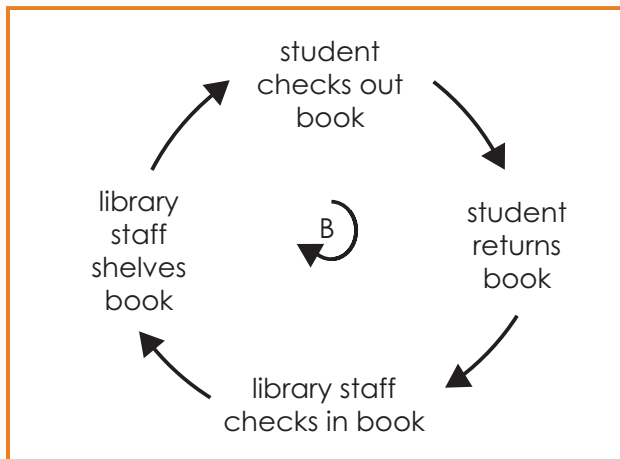 student
checks out
book
student
returns
book
library staff
checks in book
library
staff
shelves
book
B